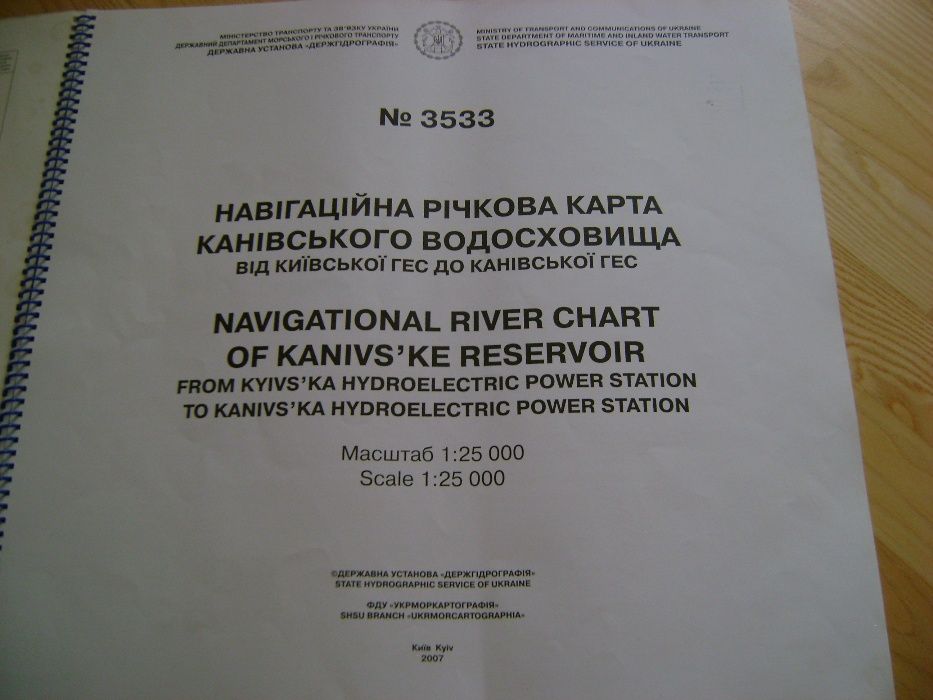 МІНІСТЕРСТВО ТРАНСПОРТУ ТА ЗВ'ЯЗКУ УКРАЇНИ
ДЕРЖАВНИЙ ДЕПАРТАМЕНТ МОРСЬКОГО І РІЧКОВОГО ТРАНСПОРТУ
ДЕРЖАВНА УСТАНОВА «ДЕРЖГІДРОГРАФІЯ»
MINISTRY OF TRANSPORT AND COMMUNICATIONS OF UKRAINE
STATE DEPARTMENT OF MARITIME AND INLAND WATER TRANSPORT
STATE HYDROGRAPHIC SERVICE OF UKRAINE
№ 3533
НАВІГАЦІЙНА РІЧКОВА КАРТА
КАНІВСЬКОГО ВОДОСХОВИЩА
ВІД КИЇВСЬКОЇ ГЕС ДО КАНІВСЬКОЇ ГЕС
NAVIGATIONAL RIVER CHART
OF KANIVS'KE RESERVOIR
FROM KYIVS'KA HYDROELECTRIC POWER STATION
TO KANIVS'KA HYDROELECTRIC POWER STATION
Масштаб 1:25 000
Scale 1:25 000
©ДЕРЖАВНА УСТАНОВА «ДЕРЖГІДРОГРАФІЯ»
STATE HYDROGRAPHIC SERVICE OF UKRAINE
ФДУ «УКРМОРКАРТОГРАФІЯ»
SHSU BRANCH «UKRMORCARTOGRAPHIA»
Київ Kyiv
2007